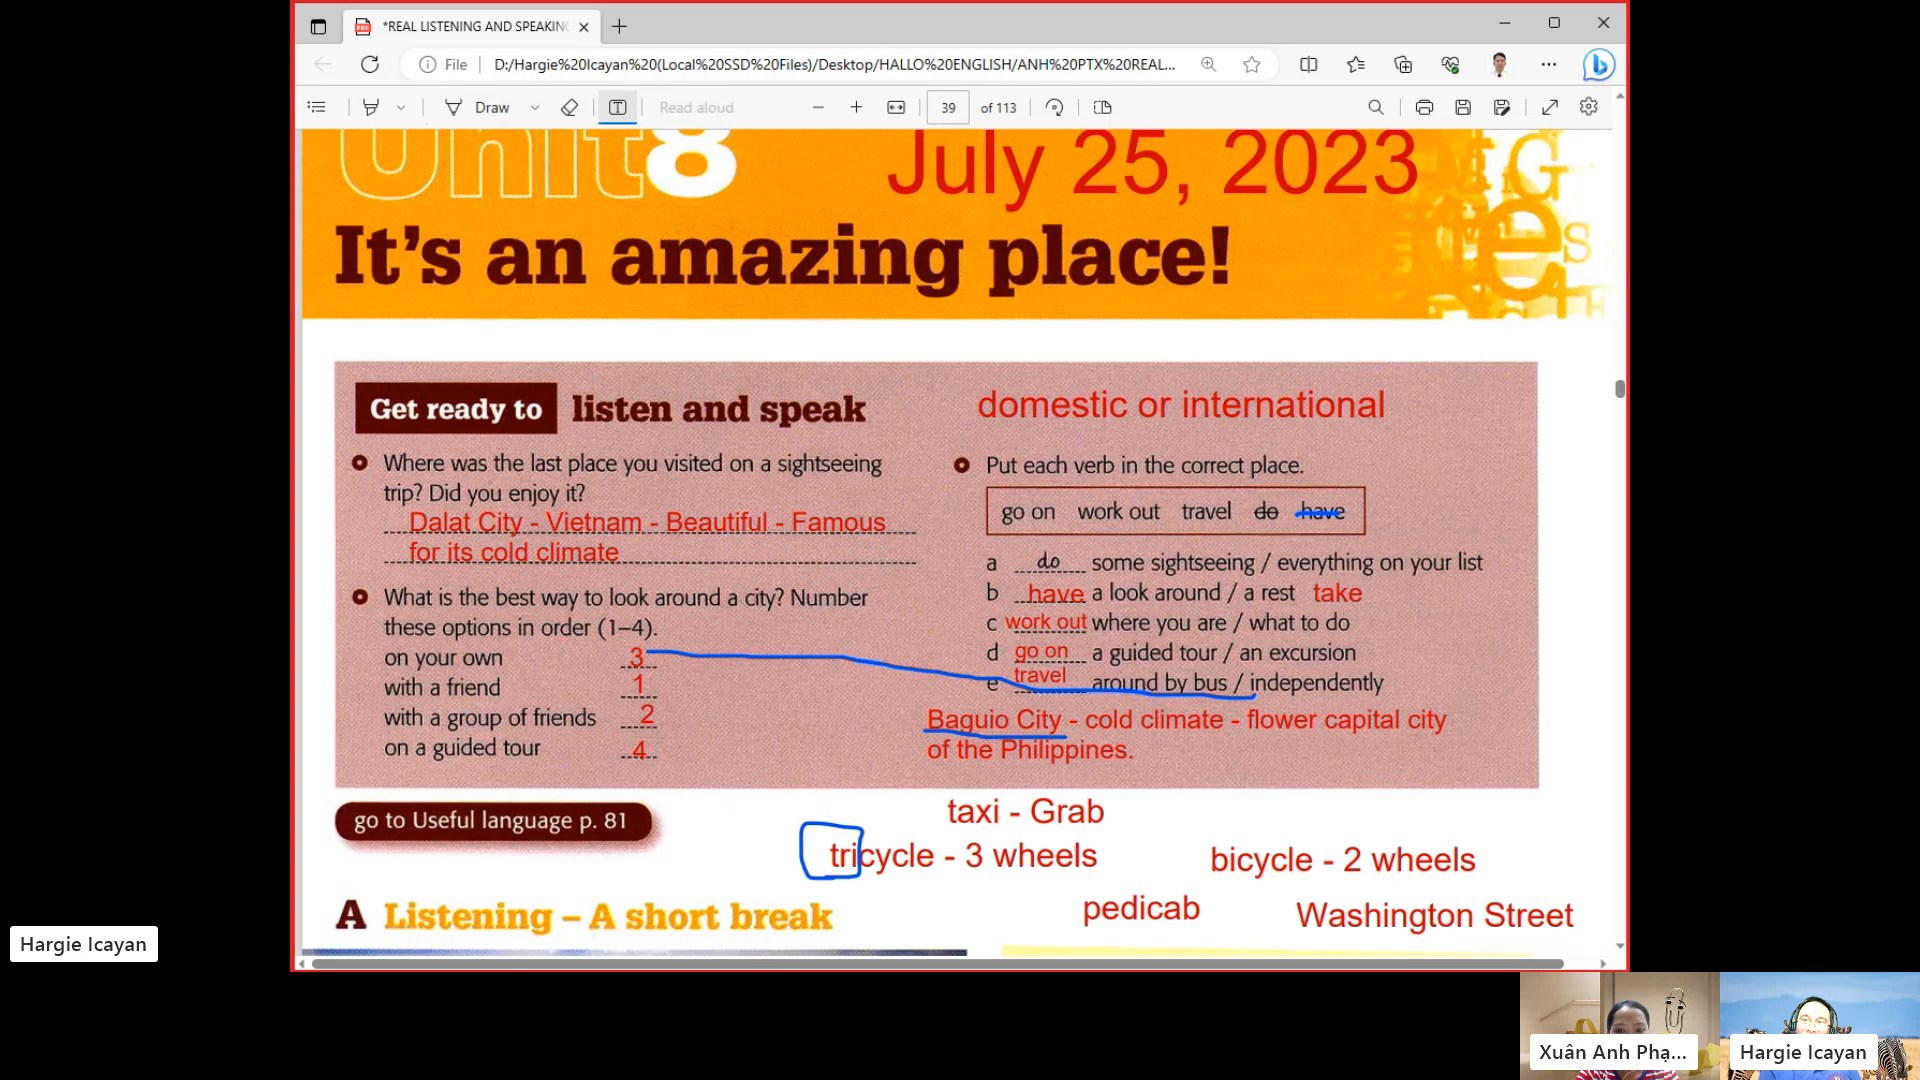 *REAL LISTENING AND SPEAKING
File
D:/Hargie%20Icayan%20(Local%20SSD%20Files)/Desktop/HALLO%20ENGLISH/ANH%20PTX%20REAL...
Draw
Read aloud
39
of 113
Unit 8
July 25, 2023
It's an amazing place!
Get ready to listen and speak
Where was the last place you visited on a sightseeing
trip? Did you enjoy it?
Dalat City - Vietnam - Beautiful - Famous
for its cold climate
What is the best way to look around a city? Number
these options in order (1–4).
on your own 3
with a friend 1
with a group of friends 2
on a guided tour 4
domestic or international
Put each verb in the correct place.
go on work out travel do have
a do some sightseeing / everything on your list
b have a look around / a rest take
c work out where you are / what to do
d go on a guided tour / an excursion
e travel around by bus / independently
Baguio City - cold climate - flower capital city
of the Philippines.
go to Useful language p. 81
taxi - Grab
tricycle - 3 wheels
bicycle - 2 wheels
pedicab
Washington Street
A Listening – A short break
Hargie Icayan
Xuân Anh Phạ...
Hargie Icayan